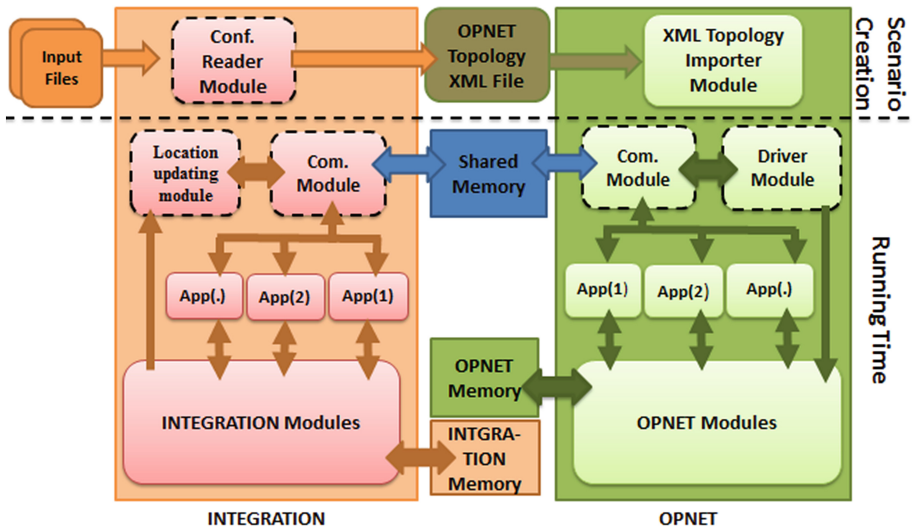 Input
Files
Conf.
Reader
Module
OPNET
Topology
XML File
XML Topology
Importer
Module
Scenario
Creation
Location
updating
module
Com.
Module
Shared
Memory
Com.
Module
Driver
Module
App(.)
App(2)
App(1)
App(1)
App(2)
App(.)
Running Time
INTEGRATION Modules
OPNET
Memory
OPNET Modules
INTGRA-
TION
Memory
INTEGRATION
OPNET